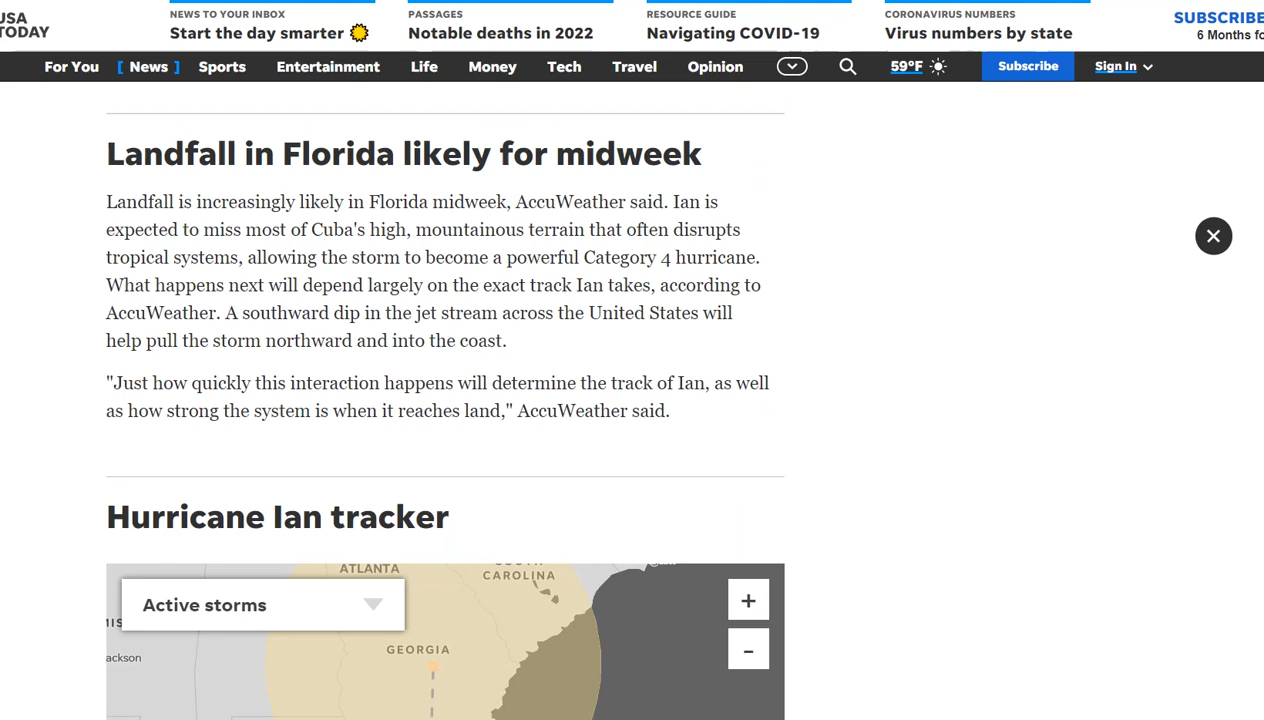 USA
TODAY
NEWS TO YOUR INBOX
Start the day smarter
PASSAGES
Notable deaths in 2022
RESOURCE GUIDE
Navigating COVID-19
CORONAVIRUS NUMBERS
Virus numbers by state
SUBSCRIBE
6 Months fo
For You [ News ] Sports Entertainment Life Money Tech Travel Opinion 59°F Subscribe Sign In
Landfall in Florida likely for midweek
Landfall is increasingly likely in Florida midweek, AccuWeather said. Ian is
expected to miss most of Cuba's high, mountainous terrain that often disrupts
tropical systems, allowing the storm to become a powerful Category 4 hurricane.
What happens next will depend largely on the exact track Ian takes, according to
AccuWeather. A southward dip in the jet stream across the United States will
help pull the storm northward and into the coast.
"Just how quickly this interaction happens will determine the track of Ian, as well
as how strong the system is when it reaches land," AccuWeather said.
Hurricane Ian tracker
ATLANTA
CAROLINA
Active storms
+
GEORGIA
-
ackson